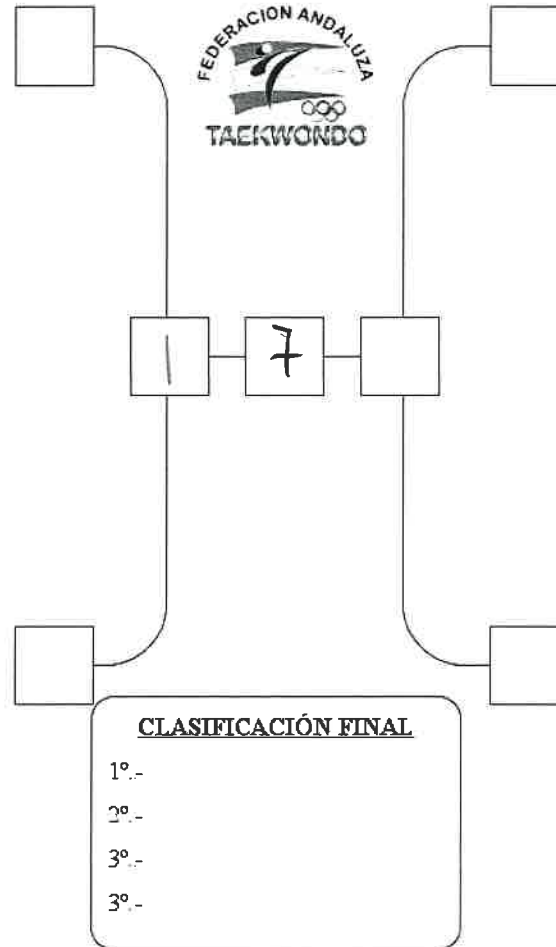 FEDERACION ANDALUZA
TAEKWONDO
1 7
CLASIFICACIÓN FINAL
1º.-
2º.-
3º.-
3º.-